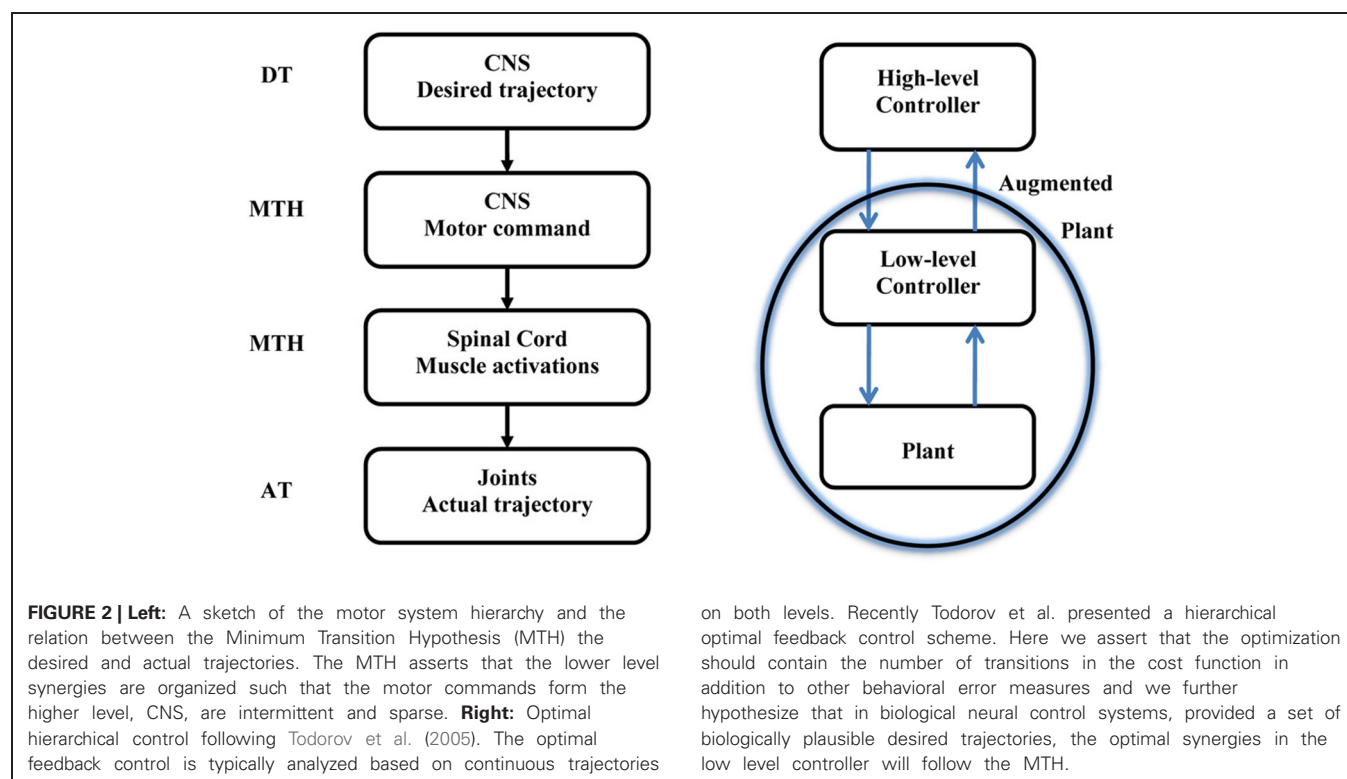 DT
CNS
Desired trajectory
MTH
CNS
Motor command
MTH
Spinal Cord
Muscle activations
AT
Joints
Actual trajectory
High-level
Controller
Augmented
Plant
Low-level
Controller
Plant
FIGURE 2 | Left: A sketch of the motor system hierarchy and the
relation between the Minimum Transition Hypothesis (MTH) the
desired and actual trajectories. The MTH asserts that the lower level
synergies are organized such that the motor commands form the
higher level, CNS, are intermittent and sparse. Right: Optimal
hierarchical control following Todorov et al. (2005). The optimal
feedback control is typically analyzed based on continuous trajectories
on both levels. Recently Todorov et al. presented a hierarchical
optimal feedback control scheme. Here we assert that the optimization
should contain the number of transitions in the cost function in
addition to other behavioral error measures and we further
hypothesize that in biological neural control systems, provided a set of
biologically plausible desired trajectories, the optimal synergies in the
low level controller will follow the MTH.